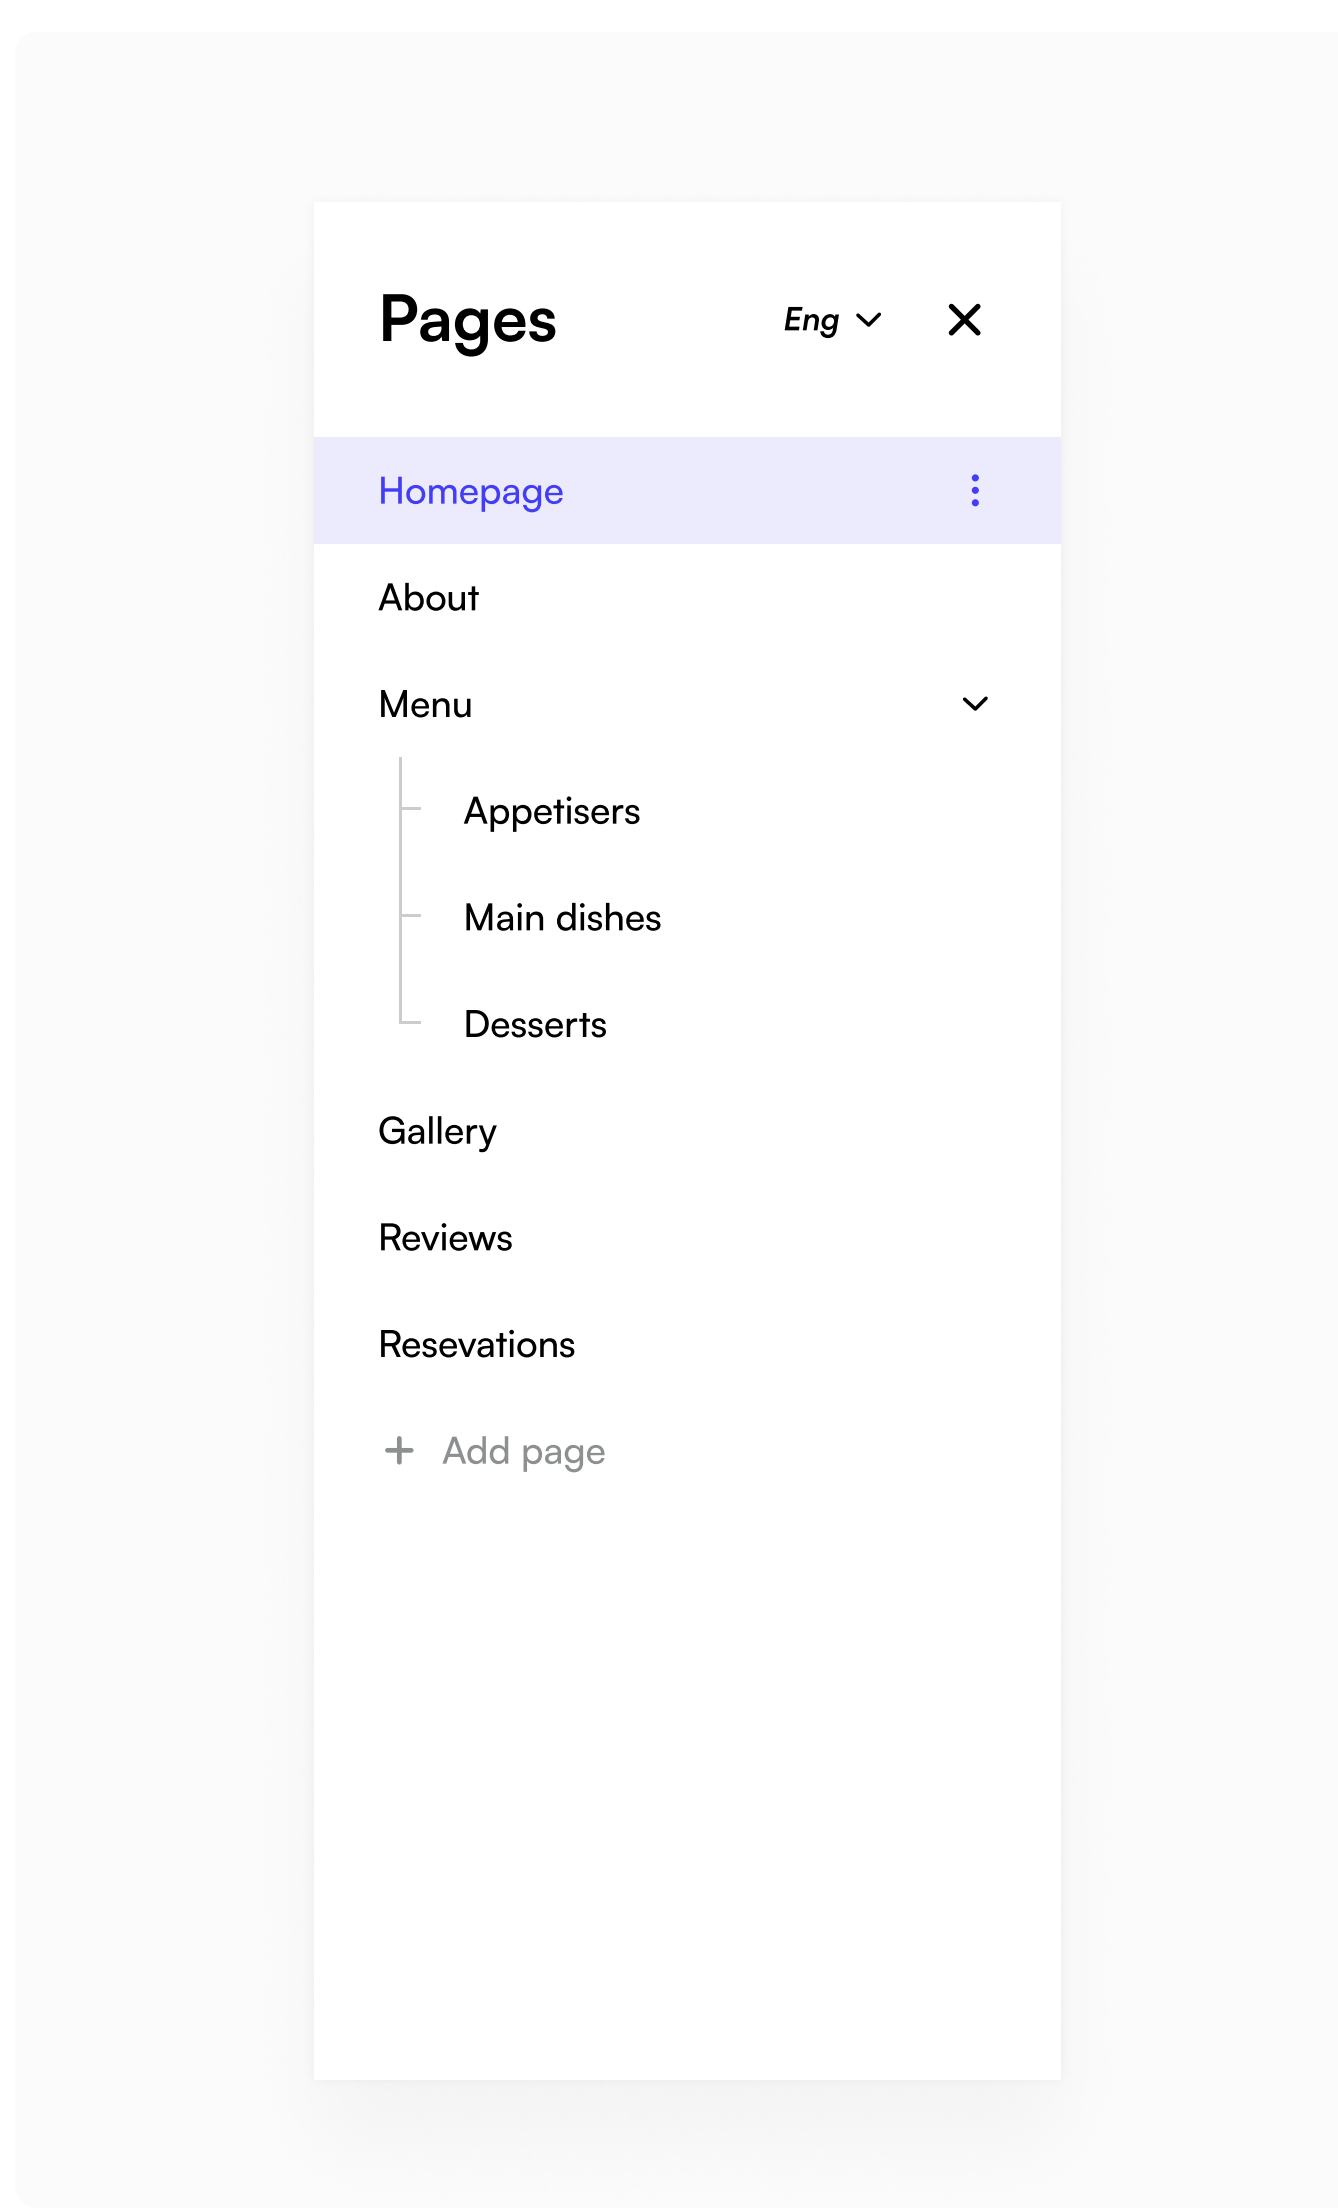 Pages
Eng
Homepage
About
Menu
Appetisers
Main dishes
Desserts
Gallery
Reviews
Resevations
Add page